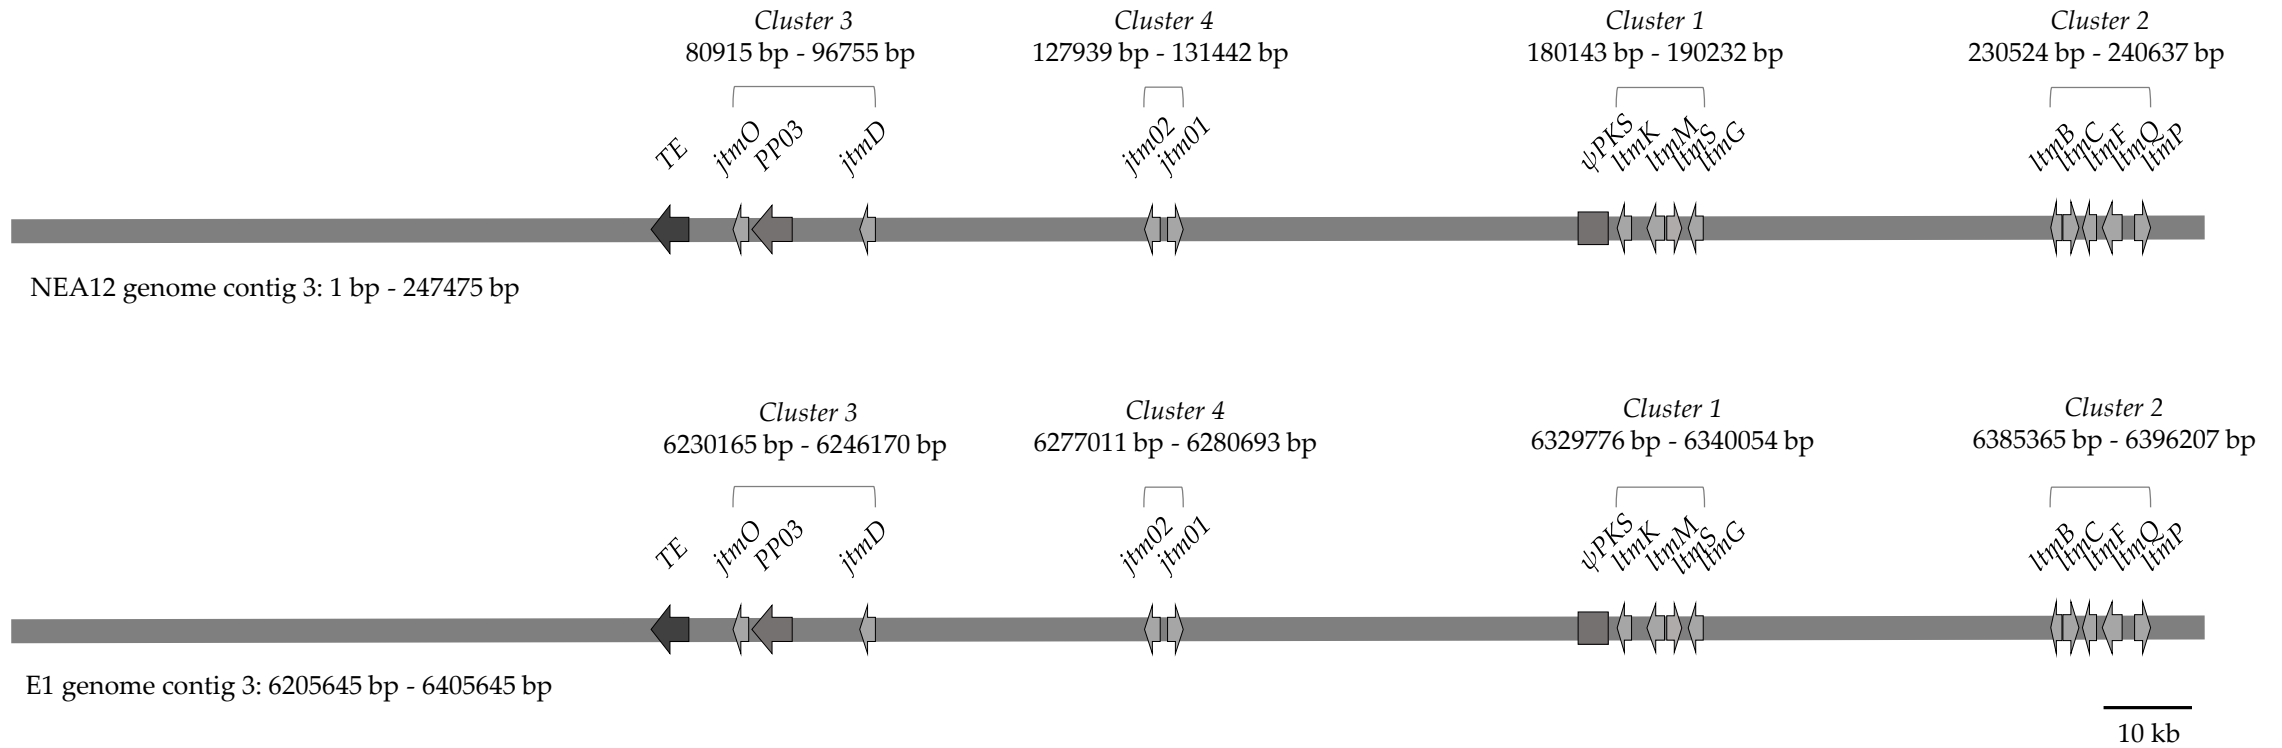 Cluster 3
80915 bp - 96755 bp
Cluster 4
127939 bp - 131442 bp
Cluster 1
180143 bp - 190232 bp
Cluster 2
230524 bp - 240637 bp
TE
jtmO
PP03
jtmD
jtm02
jtm01
ψPKS
ltmK
ltmM
ltmS
ltmG
ltmB
ltmC
ltmF
ltmQ
ltmP
NEA12 genome contig 3: 1 bp - 247475 bp
Cluster 3
6230165 bp - 6246170 bp
Cluster 4
6277011 bp - 6280693 bp
Cluster 1
6329776 bp - 6340054 bp
Cluster 2
6385365 bp - 6396207 bp
TE
jtmO
PP03
jtmD
jtm02
jtm01
ψPKS
ltmK
ltmM
ltmS
ltmG
ltmB
ltmC
ltmF
ltmQ
ltmP
E1 genome contig 3: 6205645 bp - 6405645 bp
10 kb